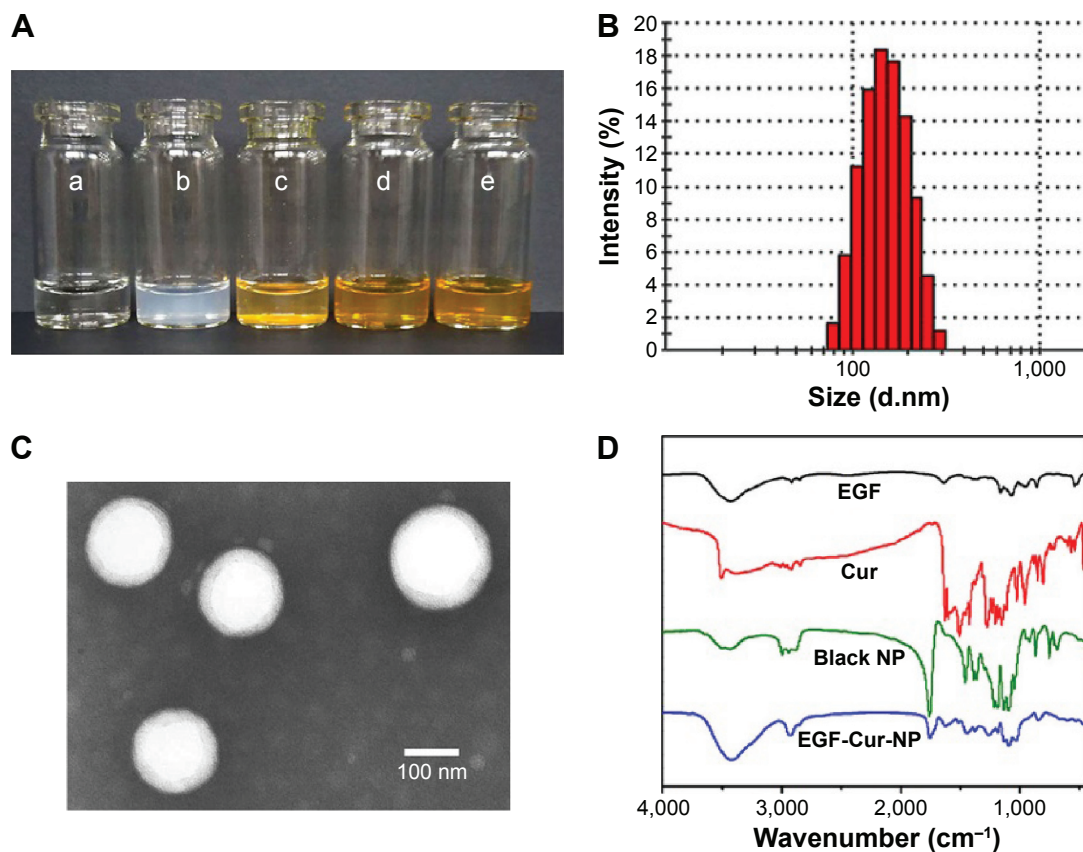 A
a b c d e
B
Intensity (%)
20
18
16
14
12
10
8
6
4
2
0
100 1,000
Size (d.nm)
C
100 nm
D
EGF
Cur
Black NP
EGF-Cur-NP
4,000 3,000 2,000 1,000
Wavenumber (cm⁻¹)